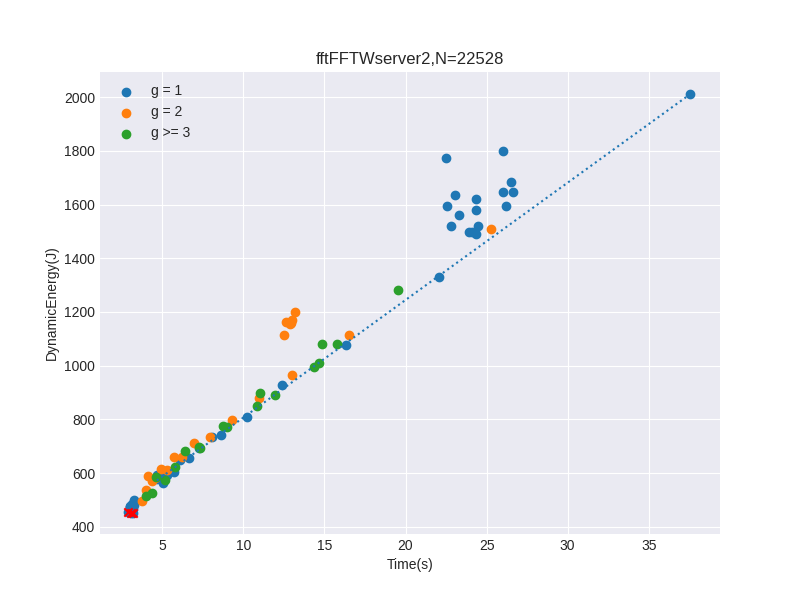 fftFFTWserver2,N=22528
g = 1
g = 2
g >= 3
2000
1800
1600
1400
1200
1000
800
600
400
DynamicEnergy(J)
5 10 15 20 25 30 35
Time(s)